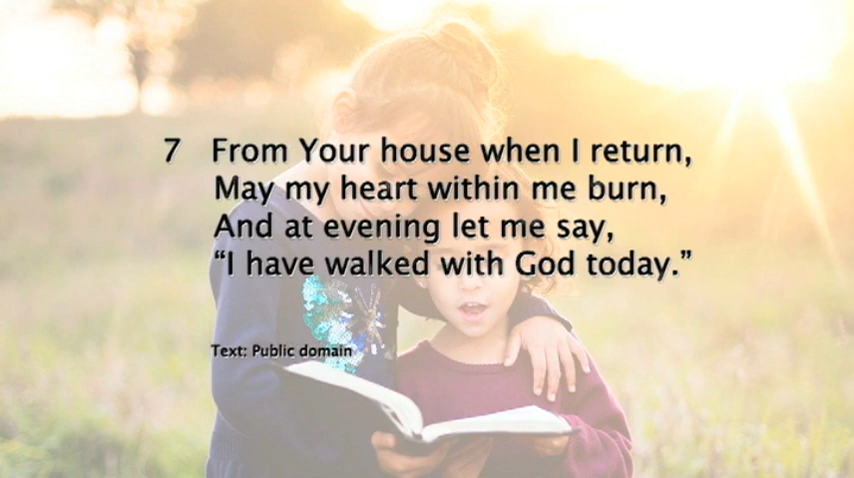 7 From Your house when I return,
May my heart within me burn,
And at evening let me say,
“I have walked with God today.”
Text: Public domain